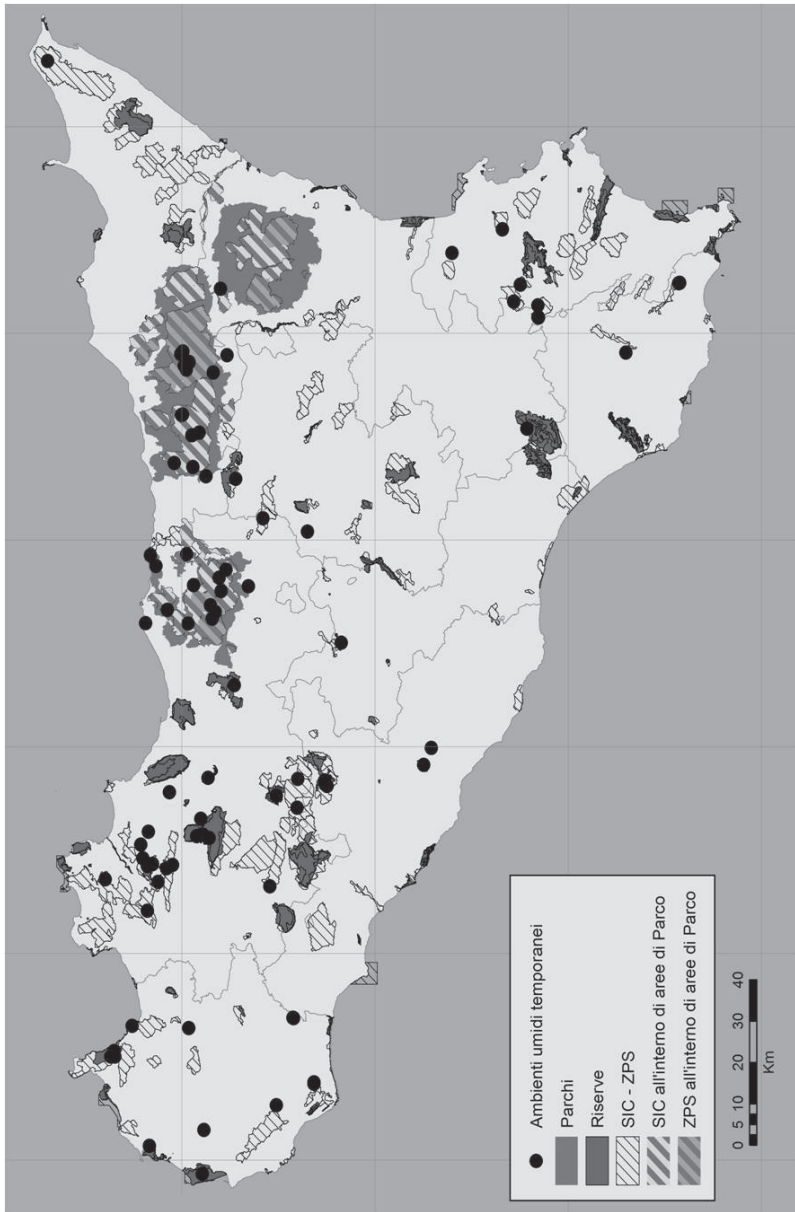 Ambienti umidi temporanei
Parchi
Riserve
SIC - ZPS
SIC all'interno di aree di Parco
ZPS all'interno di aree di Parco
0 5 10 20 30 40
Km